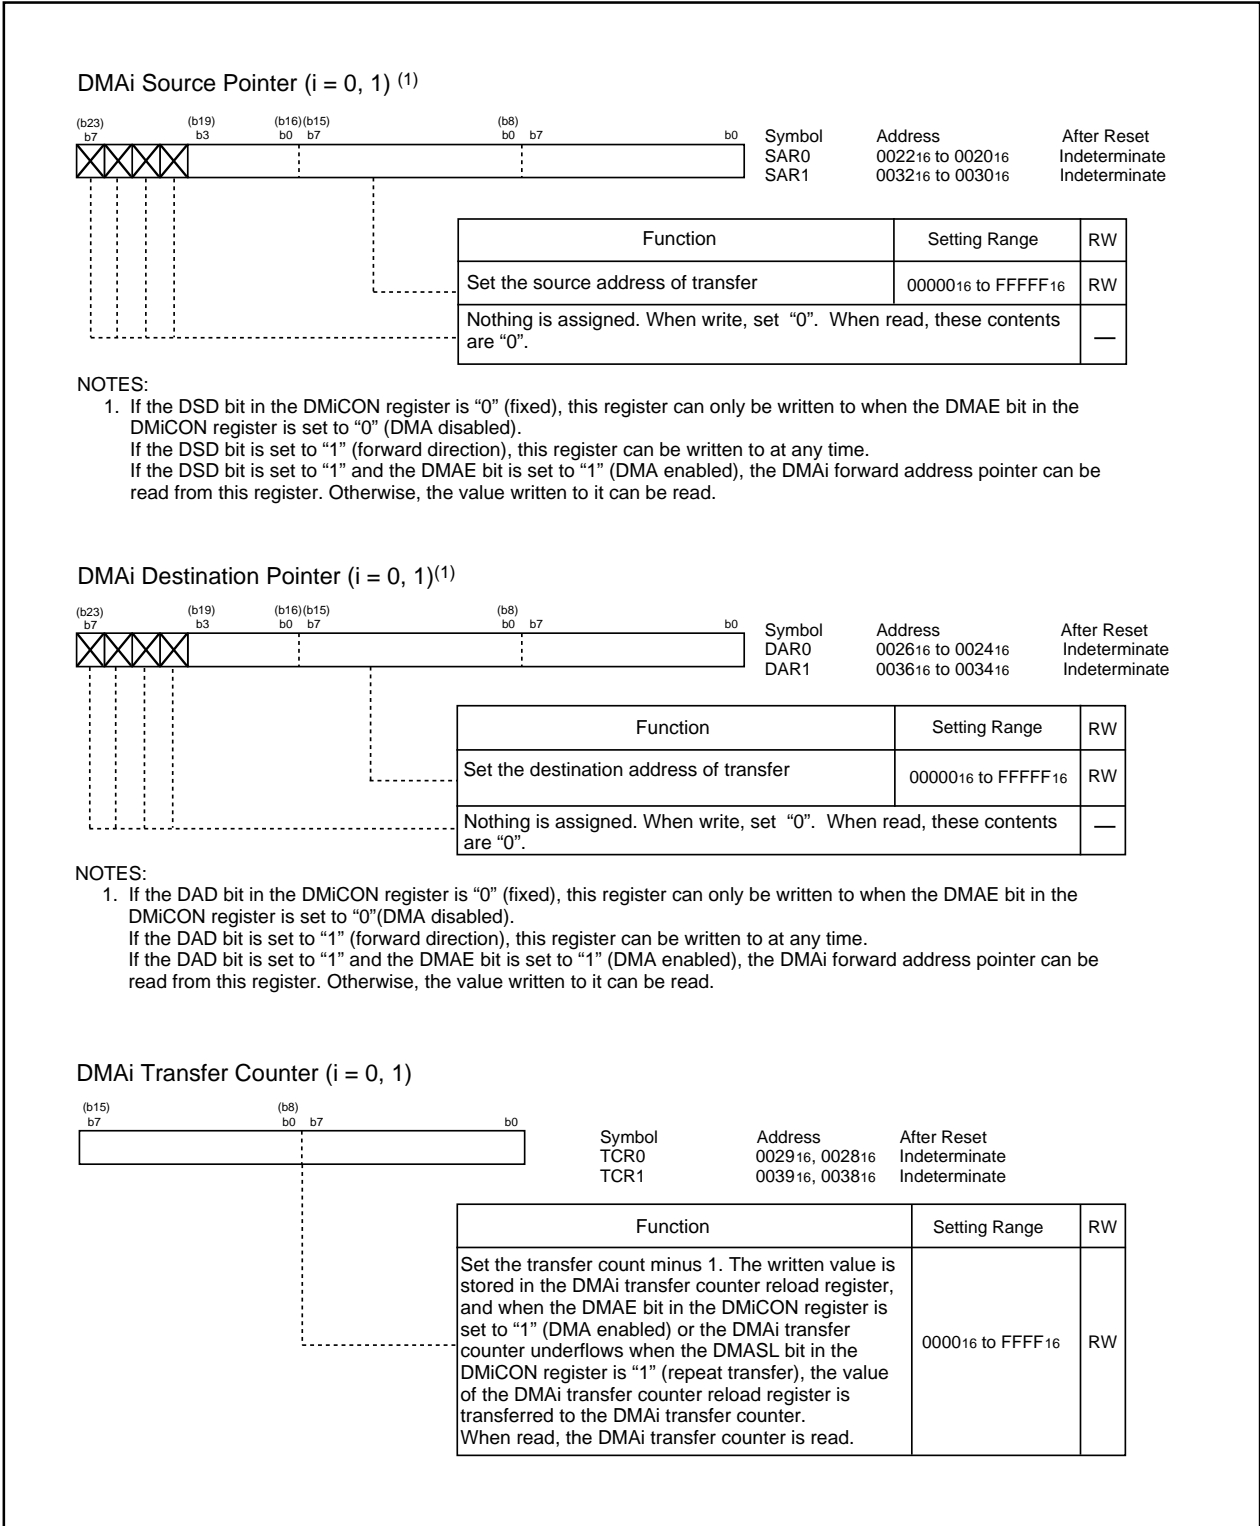 DMAi Source Pointer (i = 0, 1) (1)
(b23) (b19) (b16)(b15) (b8)
b7 b3 b0 b7 b0 b7 b0
Symbol Address After Reset
SAR0 002216 to 002016 Indeterminate
SAR1 003216 to 003016 Indeterminate
Function Setting Range RW
Set the source address of transfer 0000016 to FFFFF16 RW
Nothing is assigned. When write, set “0”. When read, these contents
are “0”. —
NOTES:
1. If the DSD bit in the DMiCON register is “0” (fixed), this register can only be written to when the DMAE bit in the
DMiCON register is set to “0” (DMA disabled).
If the DSD bit is set to “1” (forward direction), this register can be written to at any time.
If the DSD bit is set to “1” and the DMAE bit is set to “1” (DMA enabled), the DMAi forward address pointer can be
read from this register. Otherwise, the value written to it can be read.
DMAi Destination Pointer (i = 0, 1)(1)
(b23) (b19) (b16)(b15) (b8)
b7 b3 b0 b7 b0 b7 b0
Symbol Address After Reset
DAR0 002616 to 002416 Indeterminate
DAR1 003616 to 003416 Indeterminate
Function Setting Range RW
Set the destination address of transfer 0000016 to FFFFF16 RW
Nothing is assigned. When write, set “0”. When read, these contents
are “0”. —
NOTES:
1. If the DAD bit in the DMiCON register is “0” (fixed), this register can only be written to when the DMAE bit in the
DMiCON register is set to “0”(DMA disabled).
If the DAD bit is set to “1” (forward direction), this register can be written to at any time.
If the DAD bit is set to “1” and the DMAE bit is set to “1” (DMA enabled), the DMAi forward address pointer can be
read from this register. Otherwise, the value written to it can be read.
DMAi Transfer Counter (i = 0, 1)
(b15) (b8)
b7 b0 b7 b0
Symbol Address After Reset
TCR0 002916, 002816 Indeterminate
TCR1 003916, 003816 Indeterminate
Function Setting Range RW
Set the transfer count minus 1. The written value is
stored in the DMAi transfer counter reload register,
and when the DMAE bit in the DMiCON register is
set to “1” (DMA enabled) or the DMAi transfer
counter underflows when the DMASL bit in the 000016 to FFFF16 RW
DMiCON register is “1” (repeat transfer), the value
of the DMAi transfer counter reload register is
transferred to the DMAi transfer counter.
When read, the DMAi transfer counter is read.